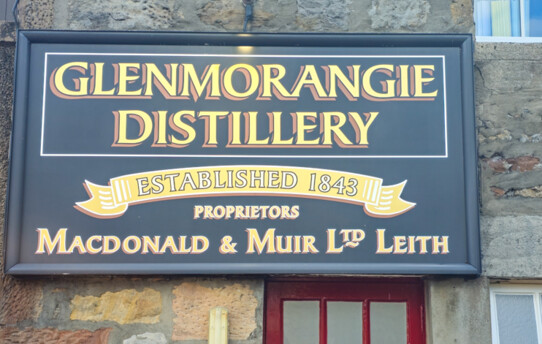 GLENMORANGIE
DISTILLERY
ESTABLISHED 1843
PROPRIETORS
MACDONALD & MUIR LTD LEITH